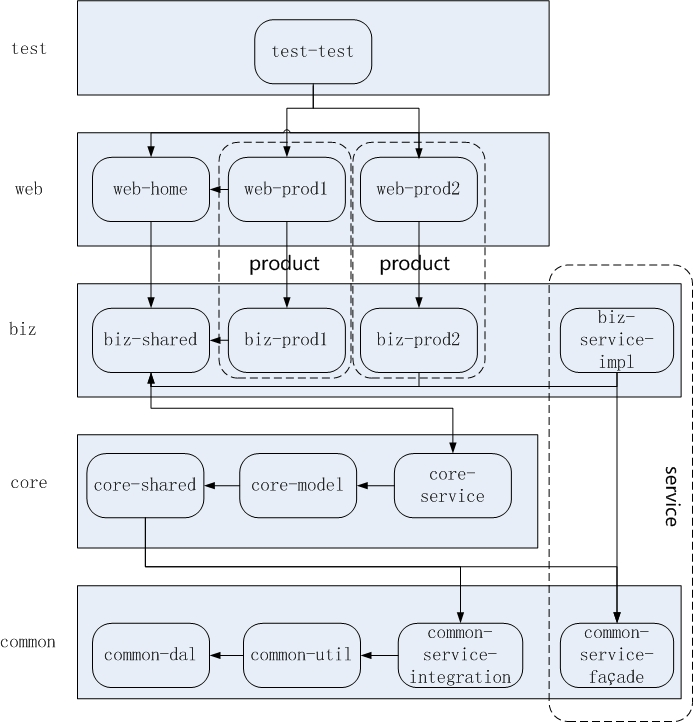 test
test-test
web
web-home
web-prod1
web-prod2
product
product
biz
biz-shared
biz-prod1
biz-prod2
biz-
service-
impl
core
core-shared
core-model
core-
service
service
common
common-dal
common-util
common-
service-
integration
common-
service-
façade